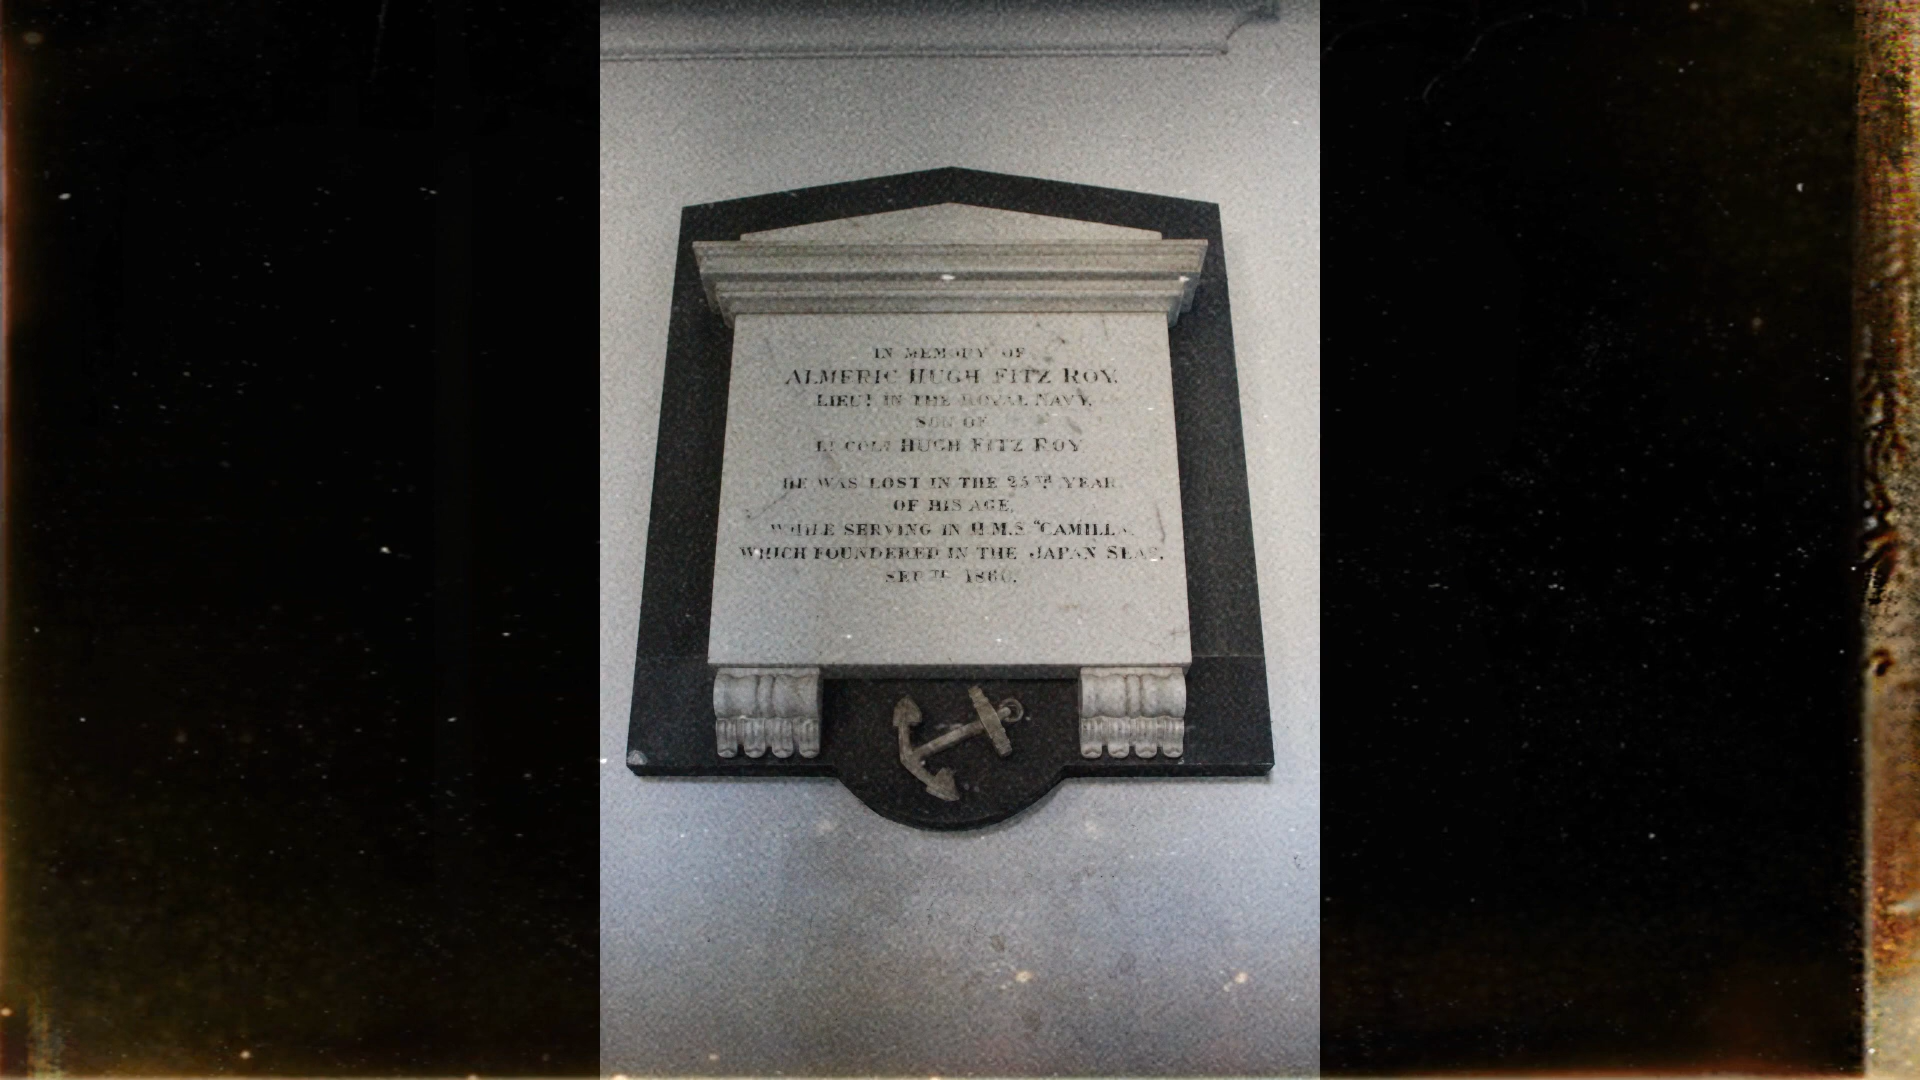 IN MEMORY OF
ALMERIC HUGH FITZ ROY,
LIEUT IN THE ROYAL NAVY,
SON OF
LT COLL HUGH FITZ ROY
HE WAS LOST IN THE 25TH YEAR
OF HIS AGE,
WHILE SERVING IN H.M.S "CAMILLA"
WHICH FOUNDERED IN THE JAPAN SEAS,
SEPTR 1860.